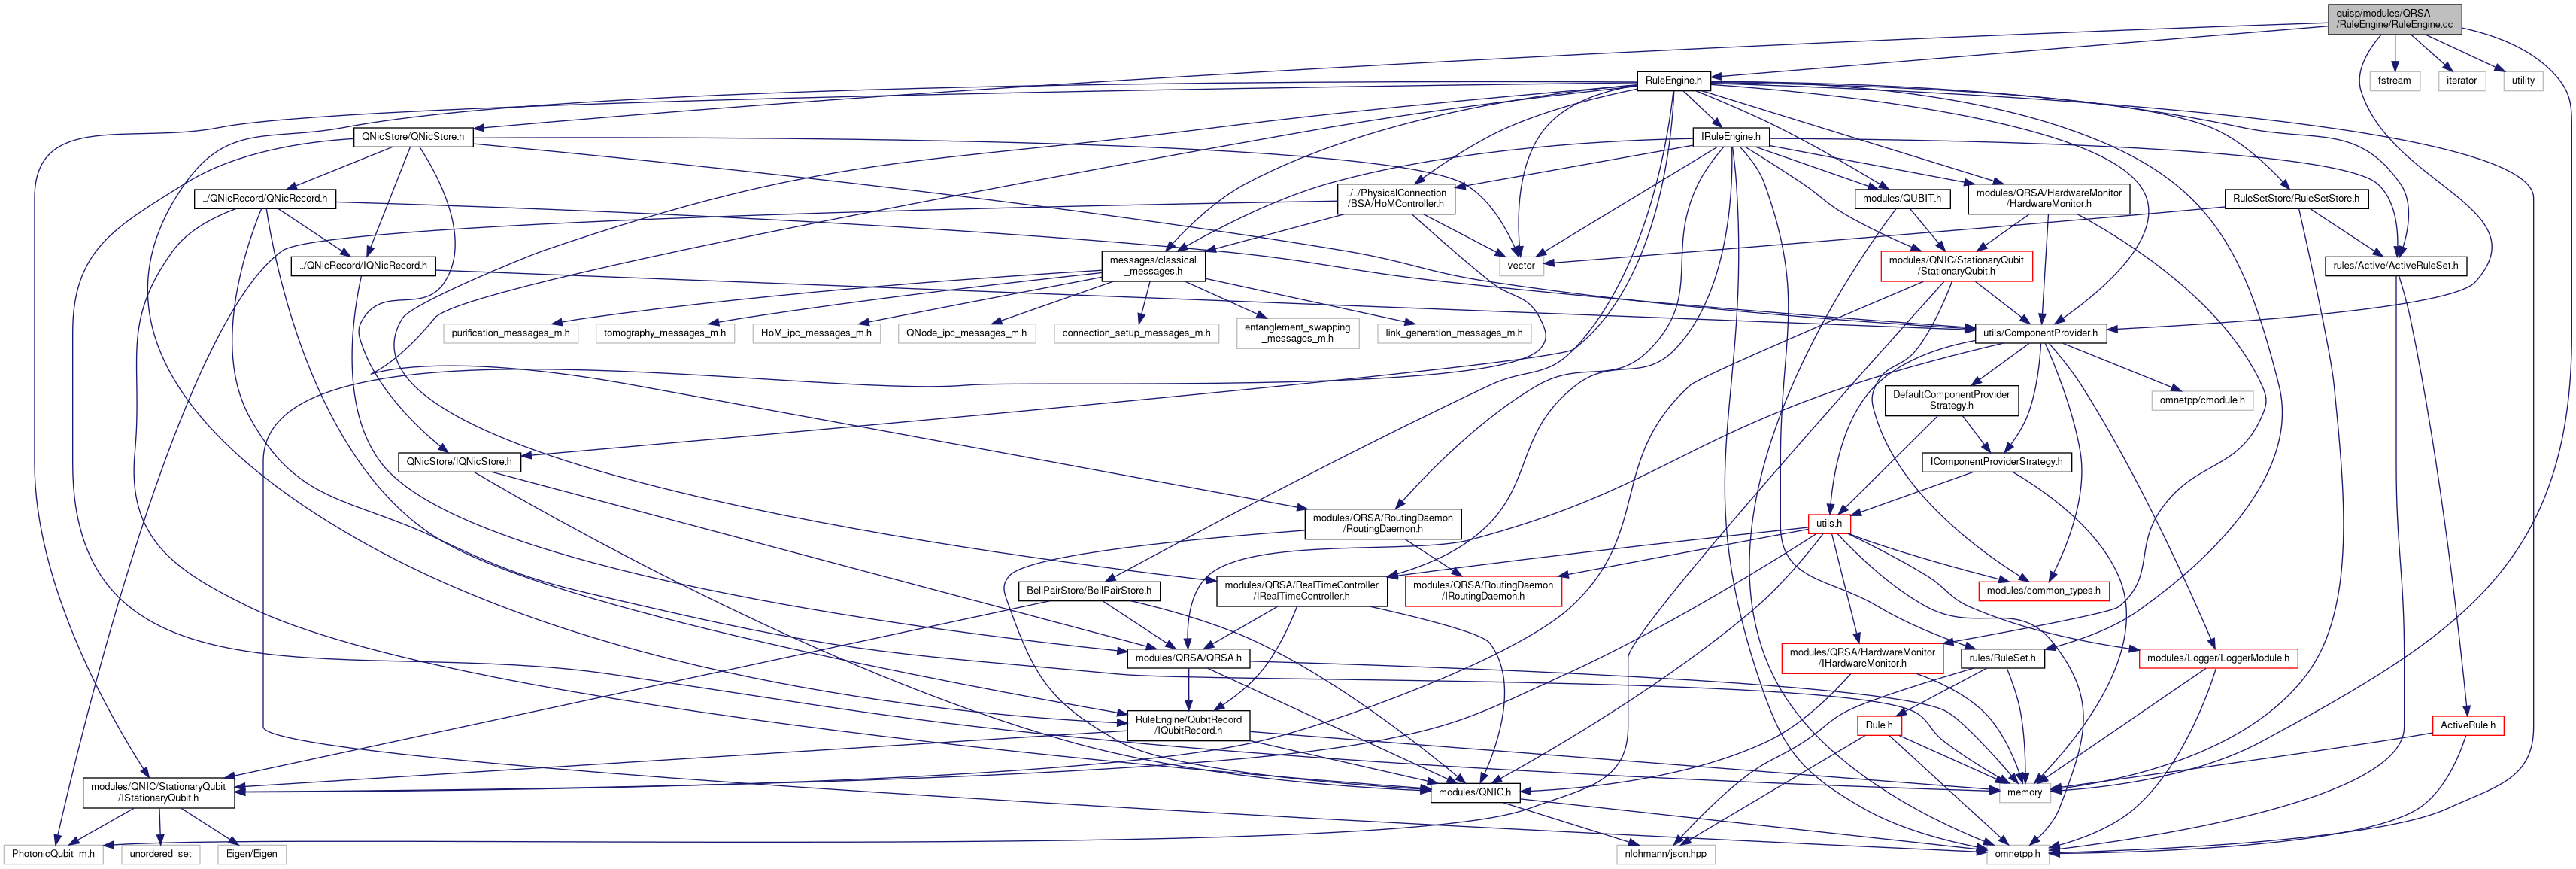 quisp/modules/QRSA
/RuleEngine/RuleEngine.cc
RuleEngine.h
fstream
iterator
utility
QNicStore/QNicStore.h
IRuleEngine.h
../QNicRecord/QNicRecord.h
../../PhysicalConnection
/BSA/HoMController.h
modules/QUBIT.h
modules/QRSA/HardwareMonitor
/HardwareMonitor.h
RuleSetStore/RuleSetStore.h
../QNicRecord/IQNicRecord.h
messages/classical
_messages.h
vector
modules/QNIC/StationaryQubit
/StationaryQubit.h
rules/Active/ActiveRuleSet.h
purification_messages_m.h
tomography_messages_m.h
HoM_ipc_messages_m.h
QNode_ipc_messages_m.h
connection_setup_messages_m.h
entanglement_swapping
_messages_m.h
link_generation_messages_m.h
utils/ComponentProvider.h
DefaultComponentProvider
Strategy.h
omnetpp/cmodule.h
QNicStore/IQNicStore.h
IComponentProviderStrategy.h
modules/QRSA/RoutingDaemon
/RoutingDaemon.h
utils.h
BellPairStore/BellPairStore.h
modules/QRSA/RealTimeController
/IRealTimeController.h
modules/QRSA/RoutingDaemon
/IRoutingDaemon.h
modules/common_types.h
modules/QRSA/QRSA.h
modules/QRSA/HardwareMonitor
/IHardwareMonitor.h
rules/RuleSet.h
modules/Logger/LoggerModule.h
RuleEngine/QubitRecord
/IQubitRecord.h
Rule.h
ActiveRule.h
modules/QNIC/StationaryQubit
/IStationaryQubit.h
modules/QNIC.h
memory
PhotonicQubit_m.h
unordered_set
Eigen/Eigen
nlohmann/json.hpp
omnetpp.h